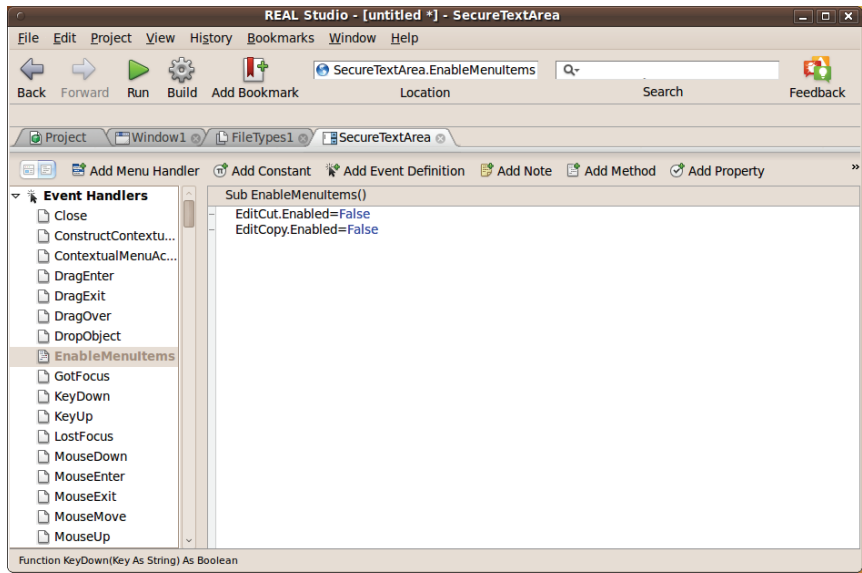 REAL Studio - [untitled *] - SecureTextArea
File Edit Project View History Bookmarks Window Help
SecureTextArea.EnableMenuItems
Back Forward Run Build Add Bookmark Location Search Feedback
Project Window1 FileTypes1 SecureTextArea
Add Menu Handler Add Constant Add Event Definition Add Note Add Method Add Property »
Event Handlers
Sub EnableMenuItems()
Close
EditCut.Enabled=False
ConstructContextu...
EditCopy.Enabled=False
ContextualMenuAc...
DragEnter
DragExit
DragOver
DropObject
EnableMenuItems
GotFocus
KeyDown
KeyUp
LostFocus
MouseDown
MouseEnter
MouseExit
MouseMove
MouseUp
Function KeyDown(Key As String) As Boolean